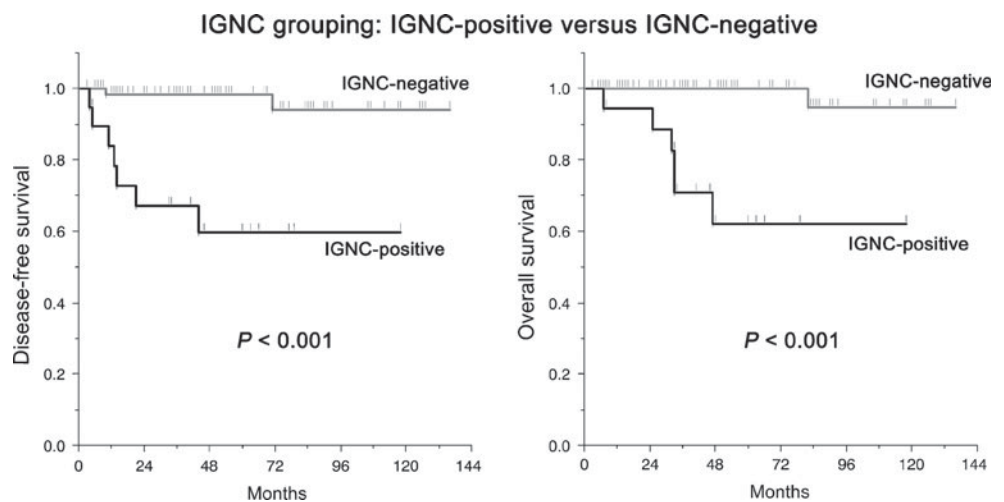 IGNC grouping: IGNC-positive versus IGNC-negative
Disease-free survival
1.0
0.8
0.6
0.4
0.2
0.0
IGNC-negative
IGNC-positive
P < 0.001
0 24 48 72 96 120 144
Months
Overall survival
1.0
0.8
0.6
0.4
0.2
0.0
IGNC-negative
IGNC-positive
P < 0.001
0 24 48 72 96 120 144
Months